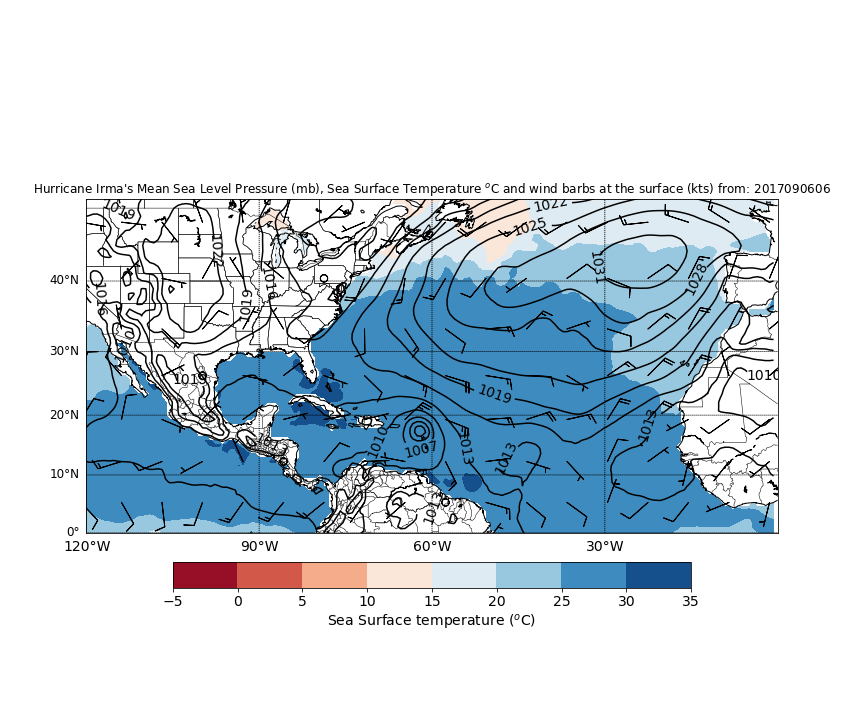 Hurricane Irma's Mean Sea Level Pressure (mb), Sea Surface Temperature °C and wind barbs at the surface (kts) from: 2017090606
1019
1022
1025
1022
1031
1028
40°N
1016
1019
1016
30°N
1010
1019
1019
1010
20°N
1010
1007
1013
1013
1013
10°N
0°
120°W
90°W
60°W
30°W
−5
0
5
10
15
20
25
30
35
Sea Surface temperature (°C)